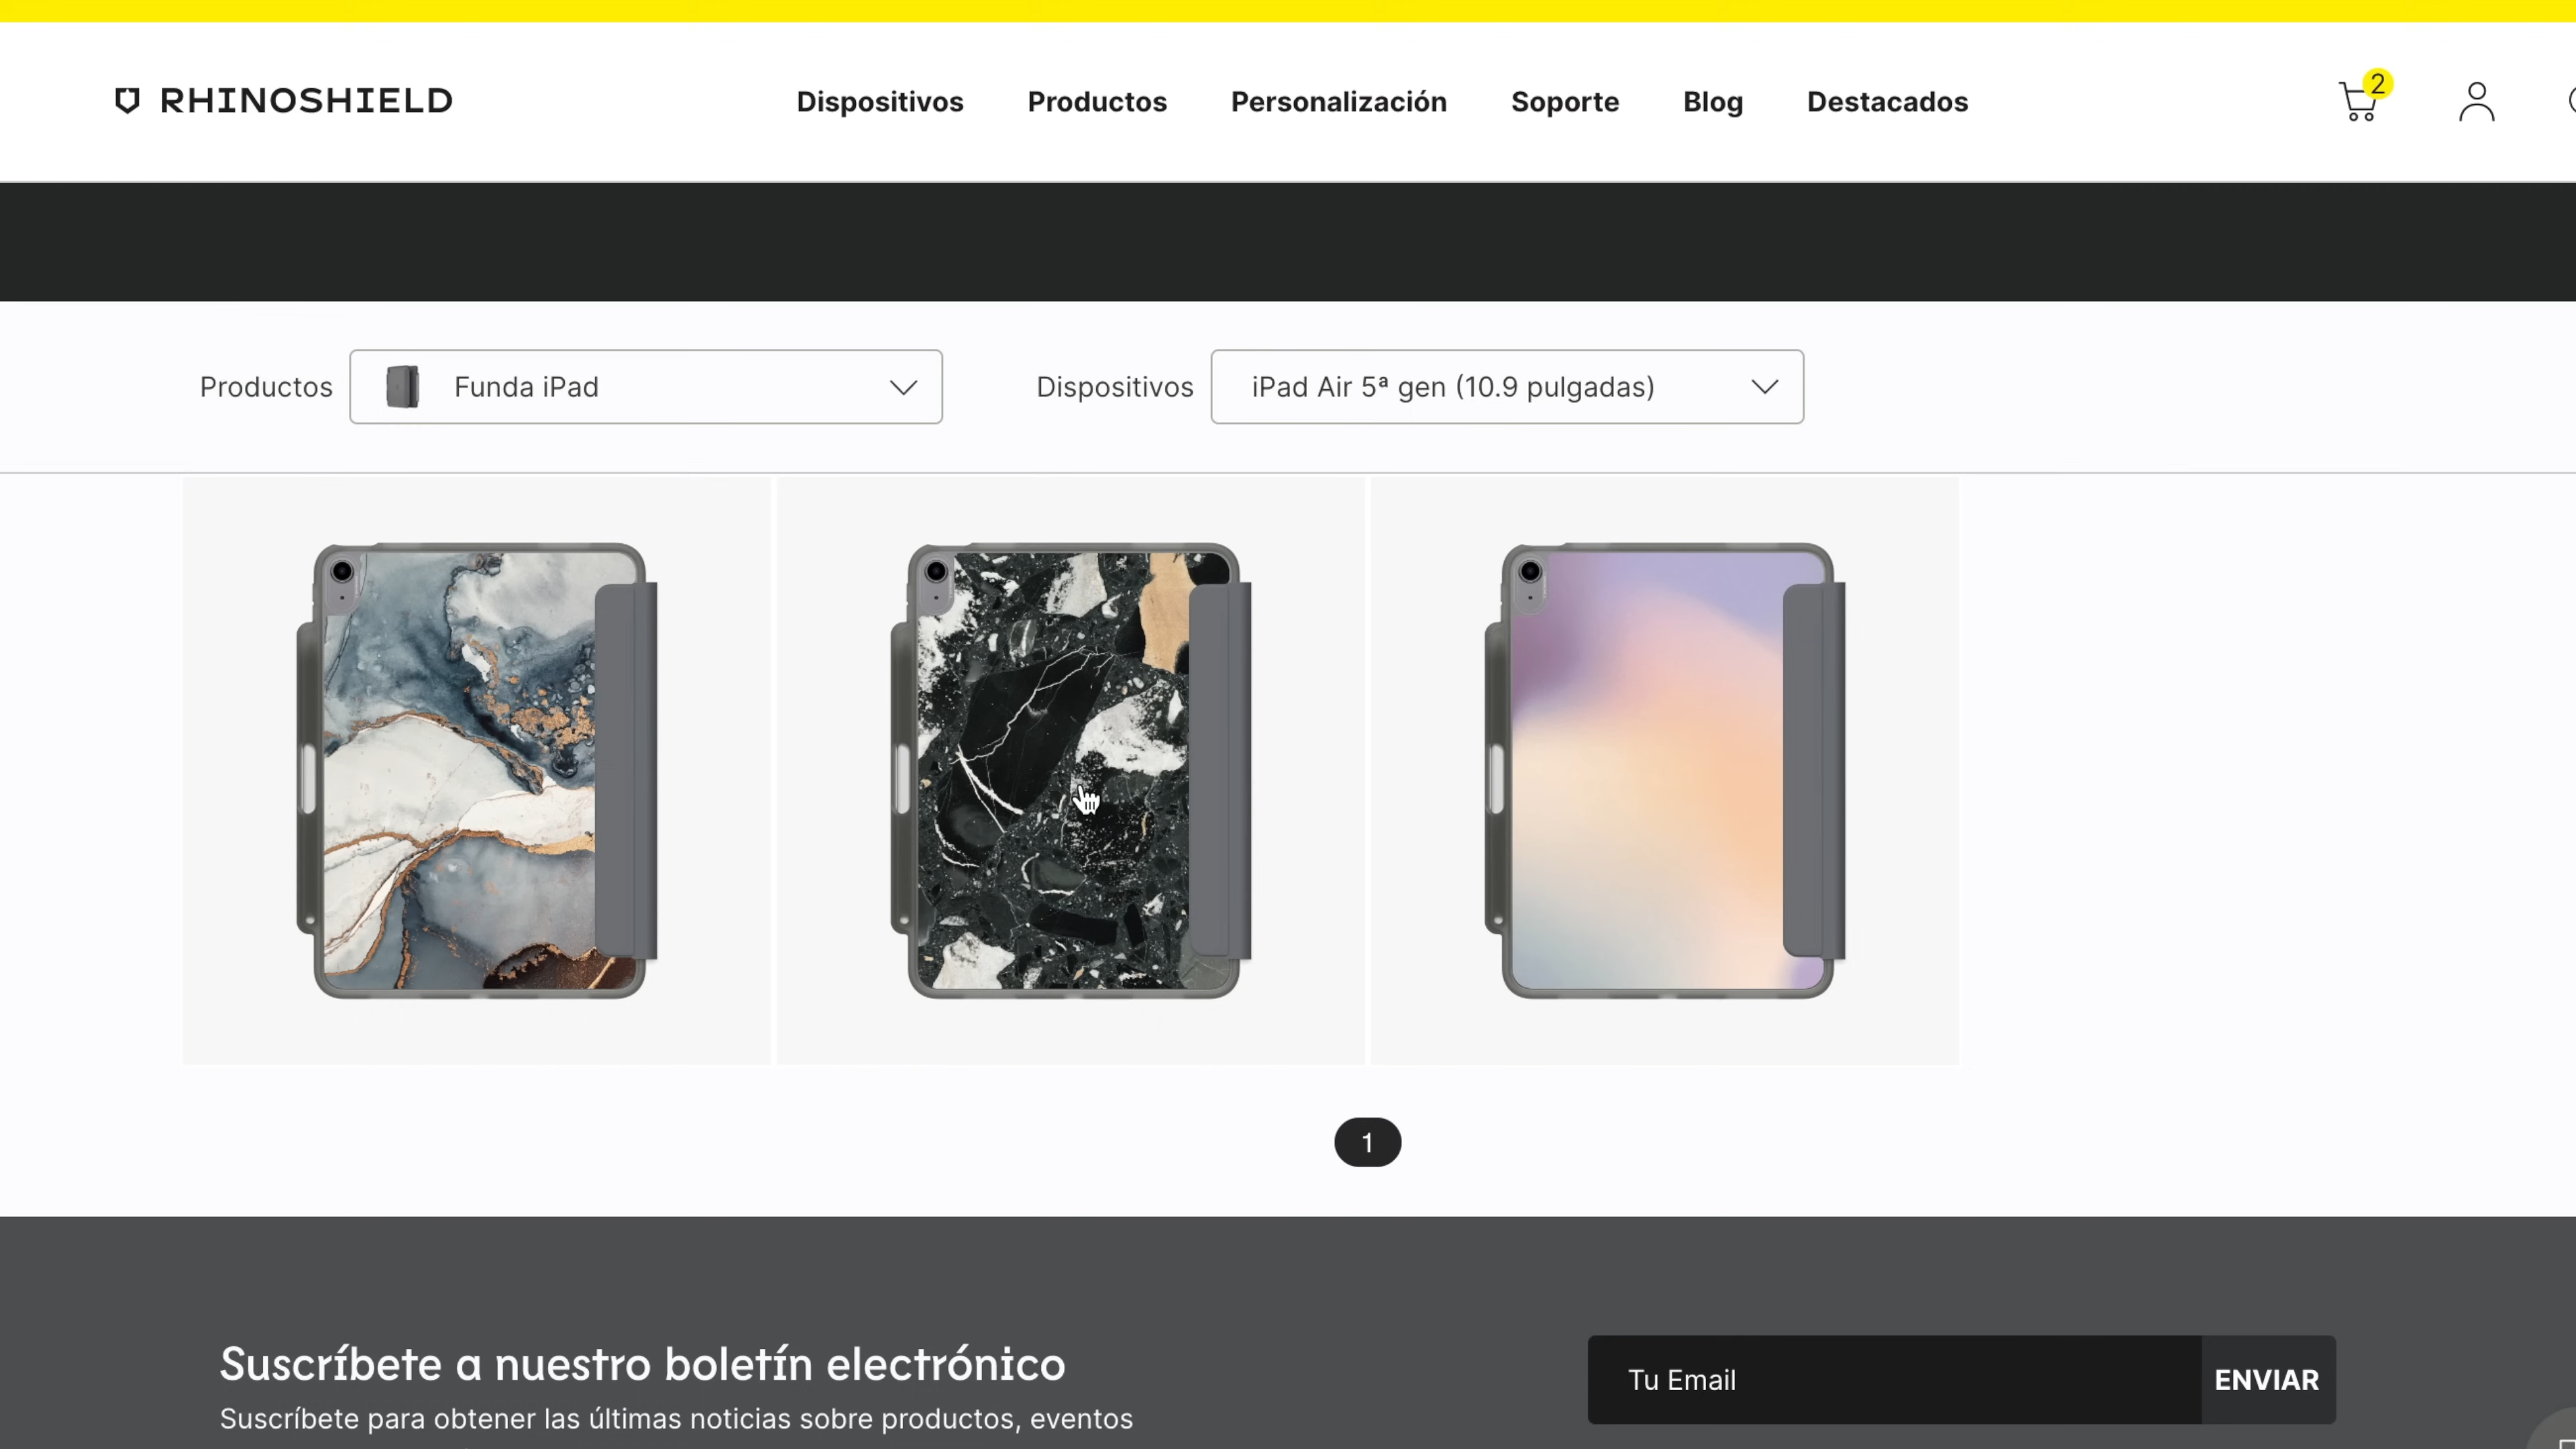 RHINOSHIELD
Dispositivos Productos Personalización Soporte Blog Destacados
2
Productos Funda iPad Dispositivos iPad Air 5ª gen (10.9 pulgadas)
1
Suscríbete a nuestro boletín electrónico
Tu Email ENVIAR
Suscríbete para obtener las últimas noticias sobre productos, eventos